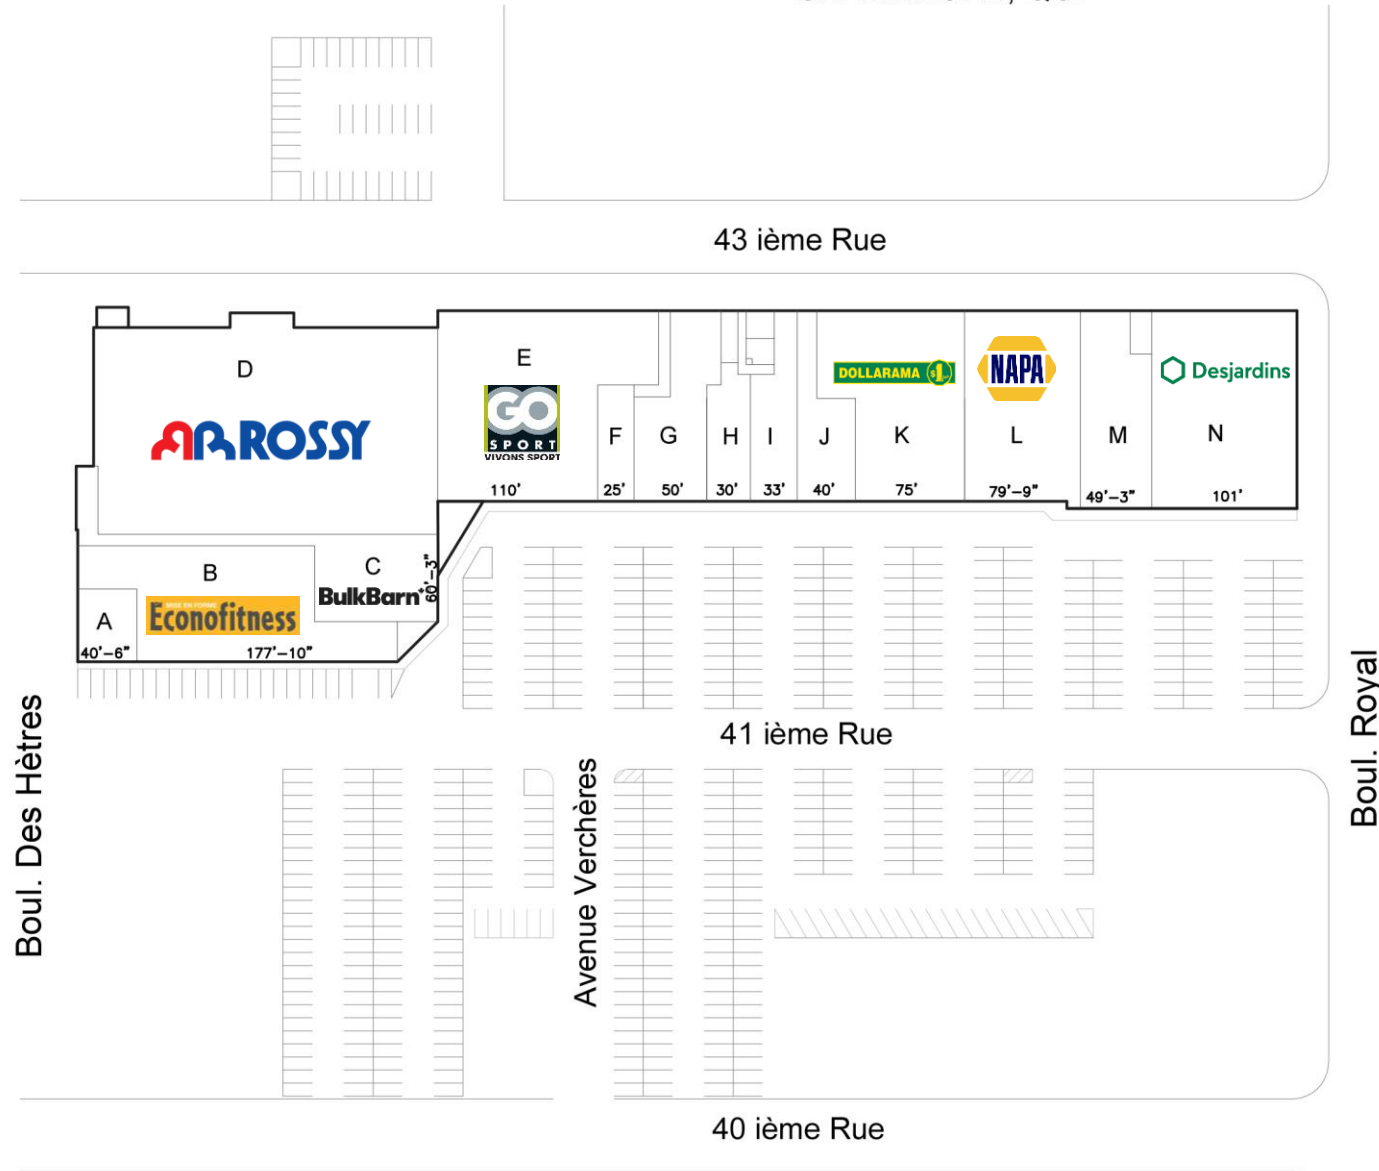 43 ième Rue
D
ROSSY
E
GO
SPORT
VIVONS SPORT
110'
F
25'
G
50'
H
30'
I
33'
J
40'
DOLLARAMA $1
K
75'
NAPA
L
79'-9"
M
49'-3"
Desjardins
N
101'
B
Econofitness
177'-10"
C
BulkBarn
60'-3"
A
40'-6"
41 ième Rue
Boul. Des Hètres
Avenue Verchères
Boul. Royal
40 ième Rue